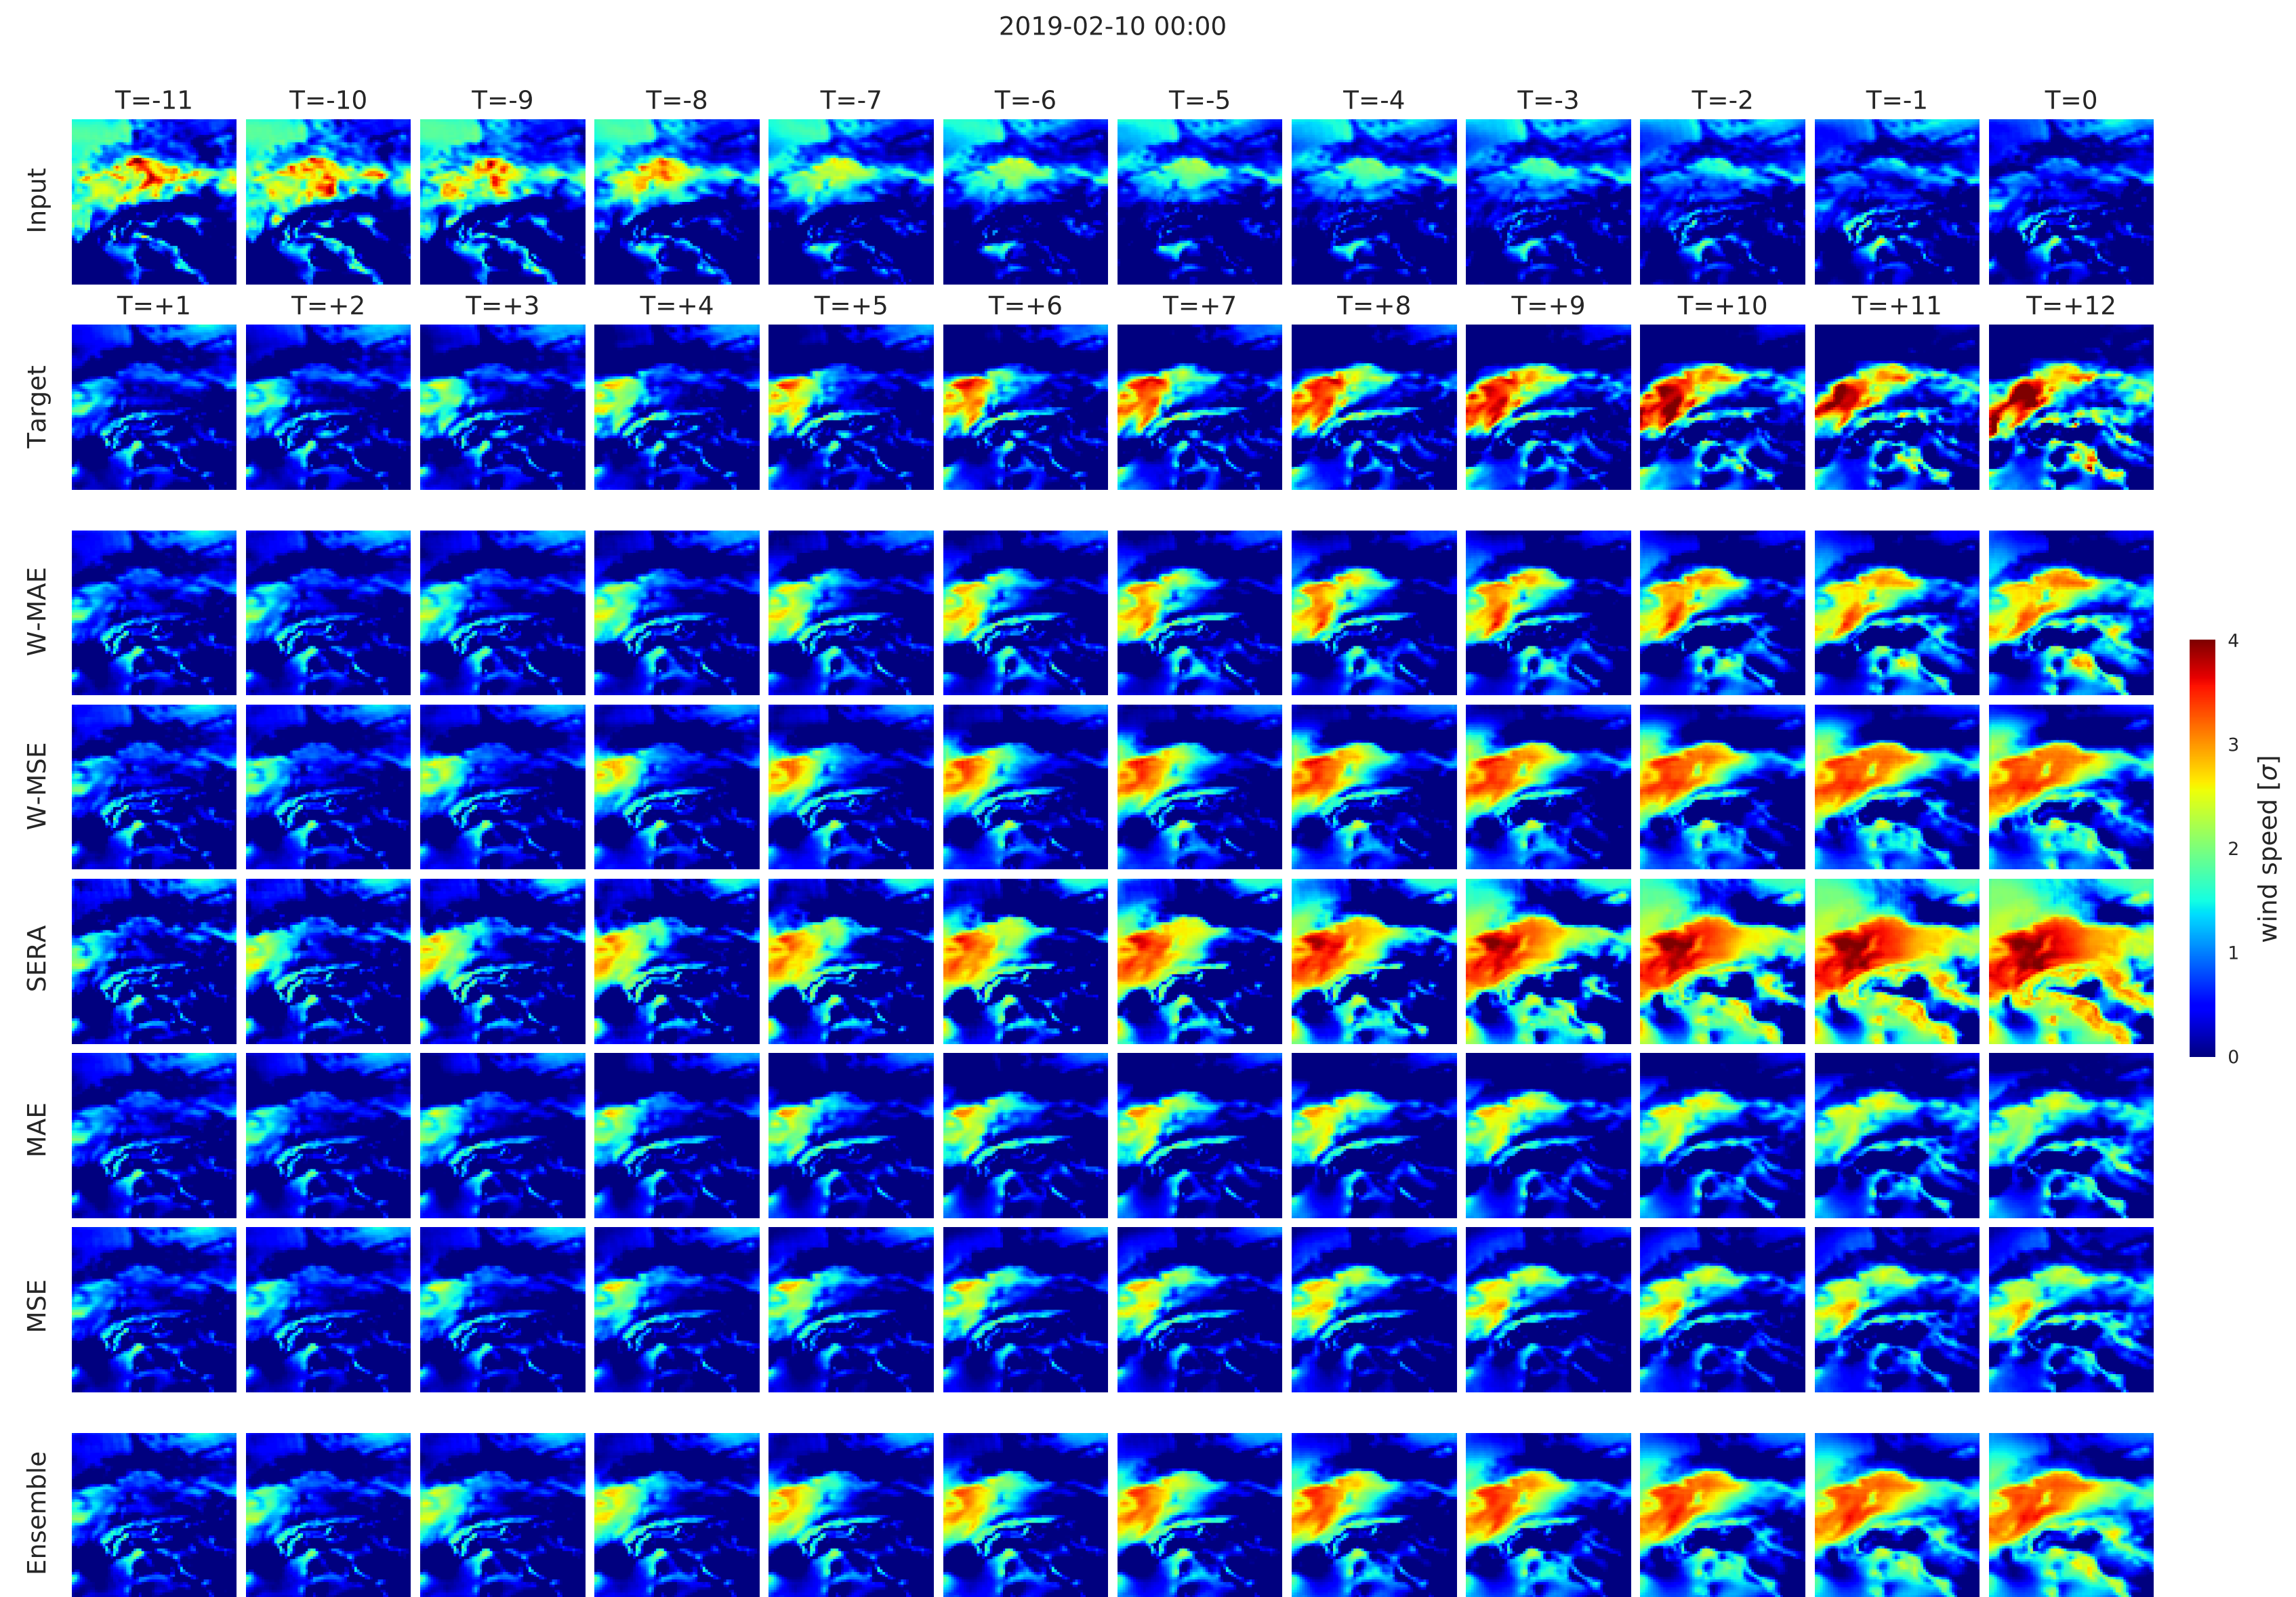 2019-02-10 00:00
T=-11 T=-10 T=-9 T=-8 T=-7 T=-6 T=-5 T=-4 T=-3 T=-2 T=-1 T=0
Input
T=+1 T=+2 T=+3 T=+4 T=+5 T=+6 T=+7 T=+8 T=+9 T=+10 T=+11 T=+12
Target
W-MAE
W-MSE
SERA
MAE
MSE
Ensemble
4
3
2
1
0
wind speed [σ]